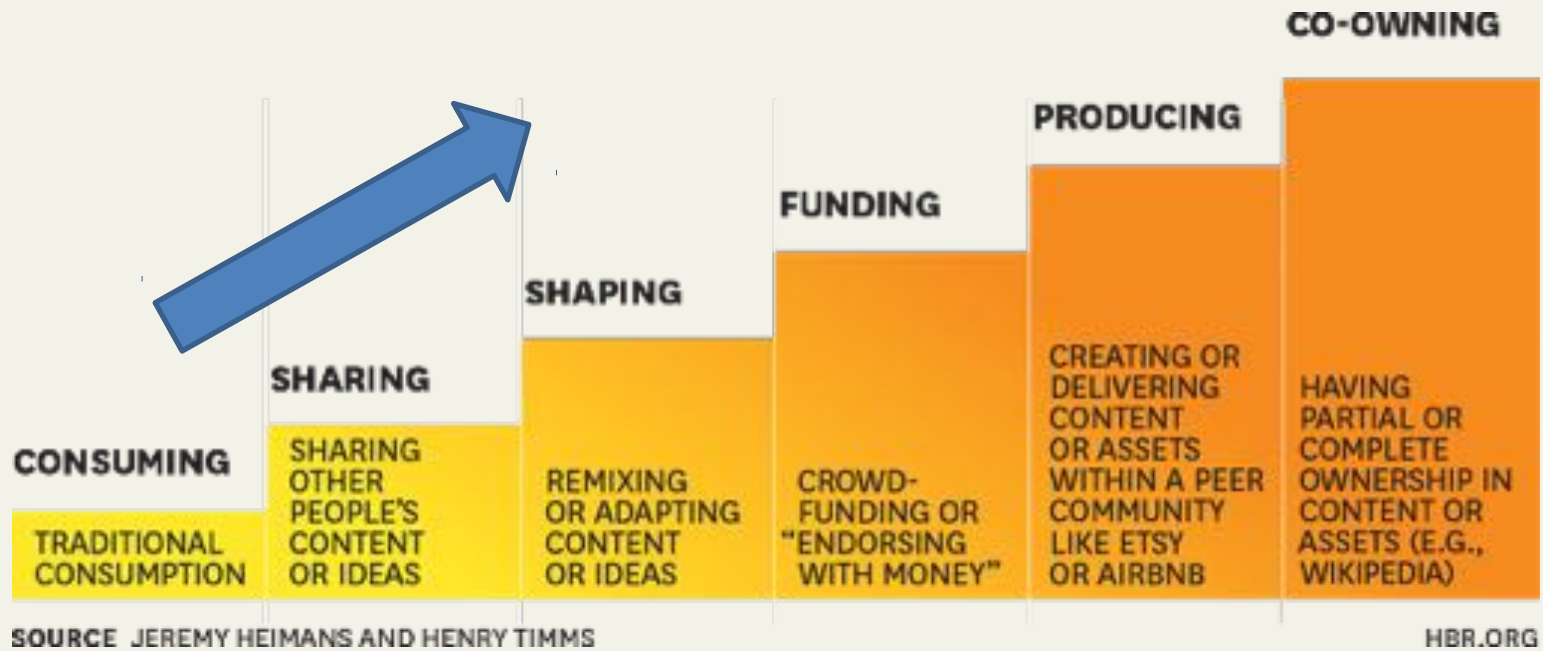 CONSUMING
TRADITIONAL
CONSUMPTION
SHARING
SHARING
OTHER
PEOPLE'S
CONTENT
OR IDEAS
SHAPING
REMIXING
OR ADAPTING
CONTENT
OR IDEAS
FUNDING
CROWD-
FUNDING OR
“ENDORSING
WITH MONEY”
PRODUCING
CREATING OR
DELIVERING
CONTENT
OR ASSETS
WITHIN A PEER
COMMUNITY
LIKE ETSY
OR AIRBNB
CO-OWNING
HAVING
PARTIAL OR
COMPLETE
OWNERSHIP IN
CONTENT OR
ASSETS (E.G.,
WIKIPEDIA)
SOURCE JEREMY HEIMANS AND HENRY TIMMS
HBR.ORG